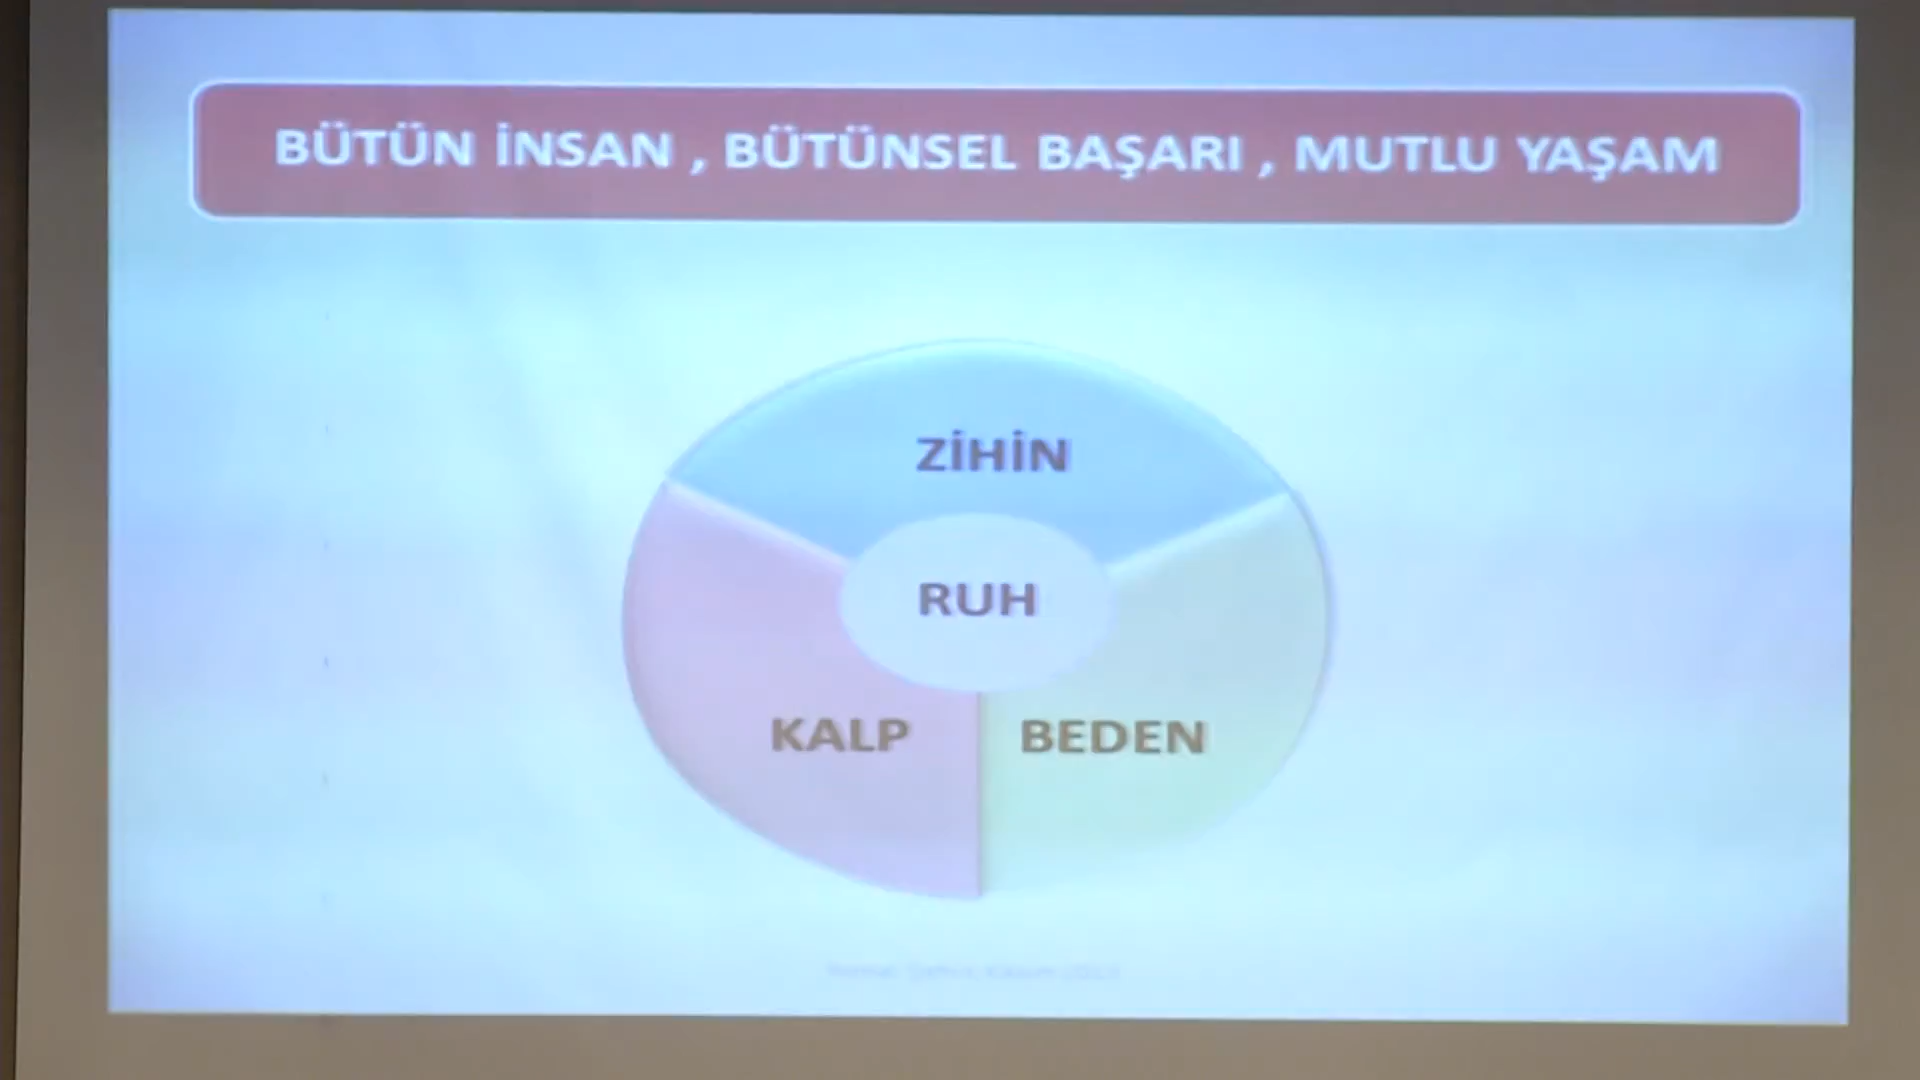 BÜTÜN İNSAN , BÜTÜNSEL BAŞARI , MUTLU YAŞAM
ZİHİN
RUH
KALP
BEDEN